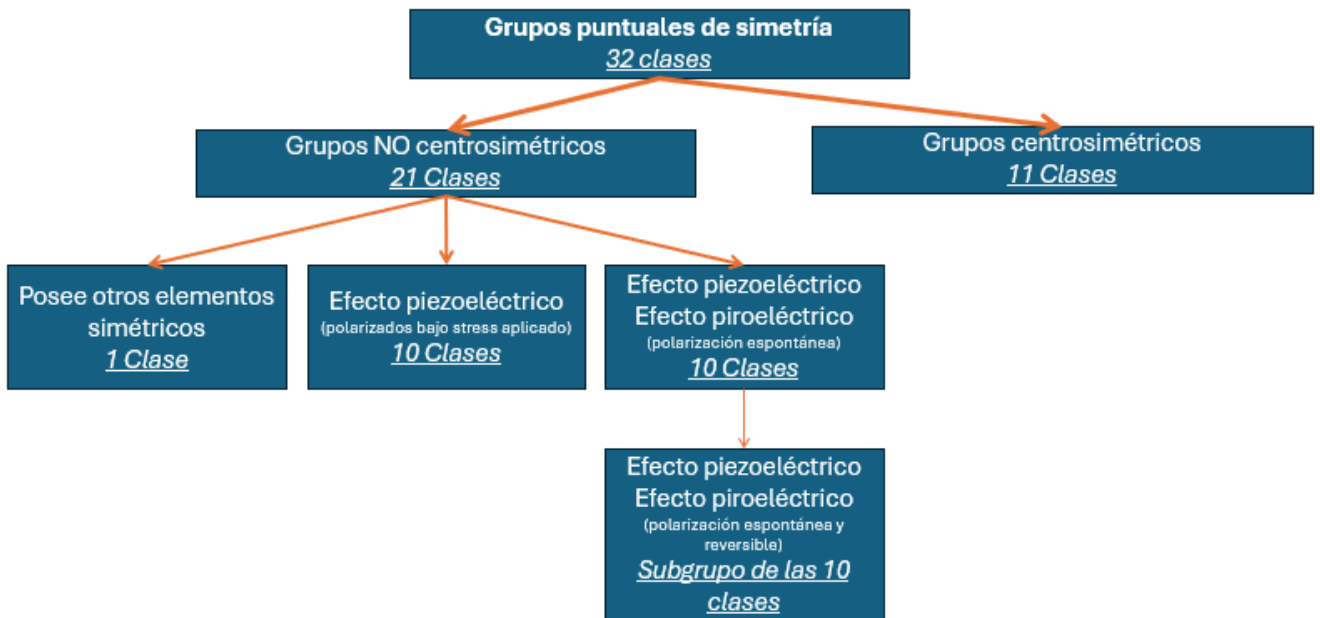 Grupos puntuales de simetría
32 clases
Grupos NO centrosimétricos
21 Clases
Grupos centrosimétricos
11 Clases
Posee otros elementos
simétricos
1 Clase
Efecto piezoeléctrico
(polarizados bajo stress aplicado)
10 Clases
Efecto piezoeléctrico
Efecto piroeléctrico
(polarización espontánea)
10 Clases
Efecto piezoeléctrico
Efecto piroeléctrico
(polarización espontánea y
reversible)
Subgrupo de las 10
clases